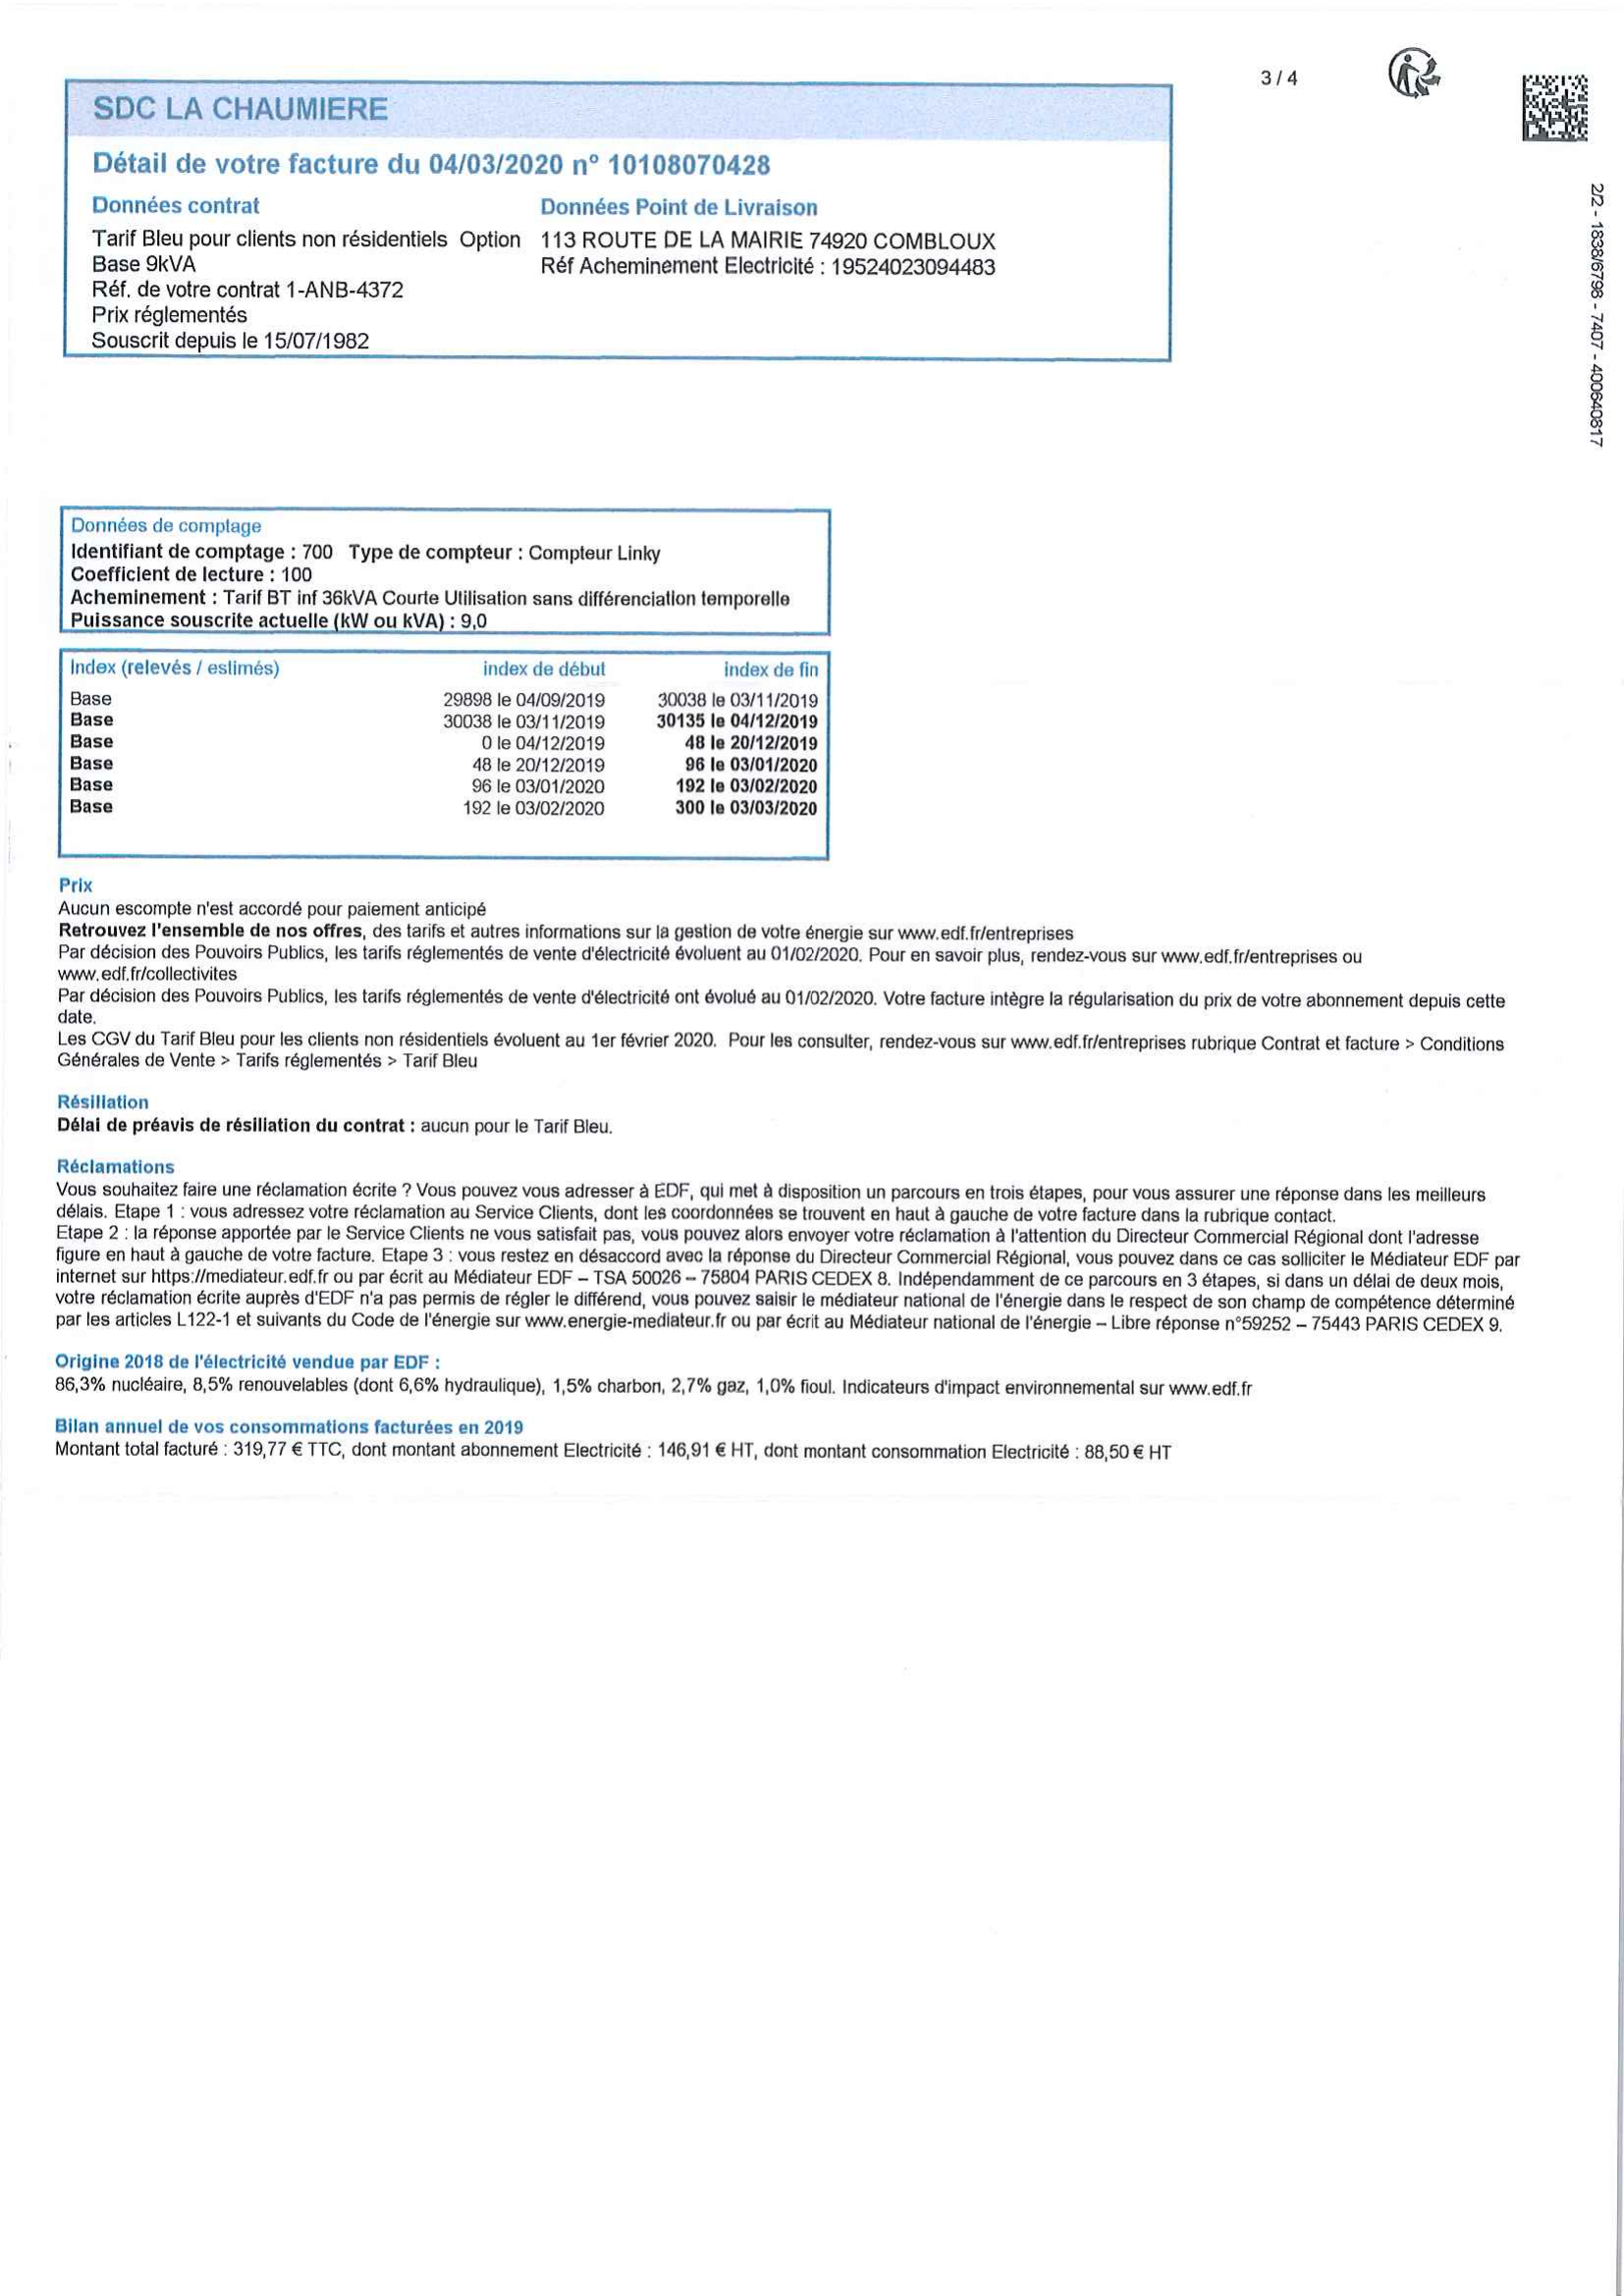 3 / 4
SDC LA CHAUMIERE
Détail de votre facture du 04/03/2020 n° 10108070428
Données contrat
Tarif Bleu pour clients non résidentiels Option
Base 9kVA
Réf. de votre contrat 1-ANB-4372
Prix réglementés
Souscrit depuis le 15/07/1982
Données Point de Livraison
113 ROUTE DE LA MAIRIE 74920 COMBLOUX
Réf Acheminement Electricité : 19524023094483
2/2 - 1838/6798 - 7407 - 400640817
Données de comptage
Identifiant de comptage : 700 Type de compteur : Compteur Linky
Coefficient de lecture : 100
Acheminement : Tarif BT inf 36kVA Courte Utilisation sans différenciation temporelle
Puissance souscrite actuelle (kW ou kVA) : 9,0
Index (relevés / estimés) index de début index de fin
Base 29898 le 04/09/2019 30038 le 03/11/2019
Base 30038 le 03/11/2019 30135 le 04/12/2019
Base 0 le 04/12/2019 48 le 20/12/2019
Base 48 le 20/12/2019 96 le 03/01/2020
Base 96 le 03/01/2020 192 le 03/02/2020
Base 192 le 03/02/2020 300 le 03/03/2020
Prix
Aucun escompte n'est accordé pour paiement anticipé
Retrouvez l'ensemble de nos offres, des tarifs et autres informations sur la gestion de votre énergie sur www.edf.fr/entreprises
Par décision des Pouvoirs Publics, les tarifs réglementés de vente d'électricité évoluent au 01/02/2020. Pour en savoir plus, rendez-vous sur www.edf.fr/entreprises ou
www.edf.fr/collectivites
Par décision des Pouvoirs Publics, les tarifs réglementés de vente d'électricité ont évolué au 01/02/2020. Votre facture intègre la régularisation du prix de votre abonnement depuis cette
date.
Les CGV du Tarif Bleu pour les clients non résidentiels évoluent au 1er février 2020. Pour les consulter, rendez-vous sur www.edf.fr/entreprises rubrique Contrat et facture > Conditions
Générales de Vente > Tarifs réglementés > Tarif Bleu
Résiliation
Délai de préavis de résiliation du contrat : aucun pour le Tarif Bleu.
Réclamations
Vous souhaitez faire une réclamation écrite ? Vous pouvez vous adresser à EDF, qui met à disposition un parcours en trois étapes, pour vous assurer une réponse dans les meilleurs
délais. Etape 1 : vous adressez votre réclamation au Service Clients, dont les coordonnées se trouvent en haut à gauche de votre facture dans la rubrique contact.
Etape 2 : la réponse apportée par le Service Clients ne vous satisfait pas, vous pouvez alors envoyer votre réclamation à l'attention du Directeur Commercial Régional dont l'adresse
figure en haut à gauche de votre facture. Etape 3 : vous restez en désaccord avec la réponse du Directeur Commercial Régional, vous pouvez dans ce cas solliciter le Médiateur EDF par
internet sur https://mediateur.edf.fr ou par écrit au Médiateur EDF – TSA 50026 – 75804 PARIS CEDEX 8. Indépendamment de ce parcours en 3 étapes, si dans un délai de deux mois,
votre réclamation écrite auprès d'EDF n'a pas permis de régler le différend, vous pouvez saisir le médiateur national de l'énergie dans le respect de son champ de compétence déterminé
par les articles L122-1 et suivants du Code de l'énergie sur www.energie-mediateur.fr ou par écrit au Médiateur national de l'énergie – Libre réponse n°59252 – 75443 PARIS CEDEX 9.
Origine 2018 de l'électricité vendue par EDF :
86,3% nucléaire, 8,5% renouvelables (dont 6,6% hydraulique), 1,5% charbon, 2,7% gaz, 1,0% fioul. Indicateurs d'impact environnemental sur www.edf.fr
Bilan annuel de vos consommations facturées en 2019
Montant total facturé : 319,77 € TTC, dont montant abonnement Electricité : 146,91 € HT, dont montant consommation Electricité : 88,50 € HT